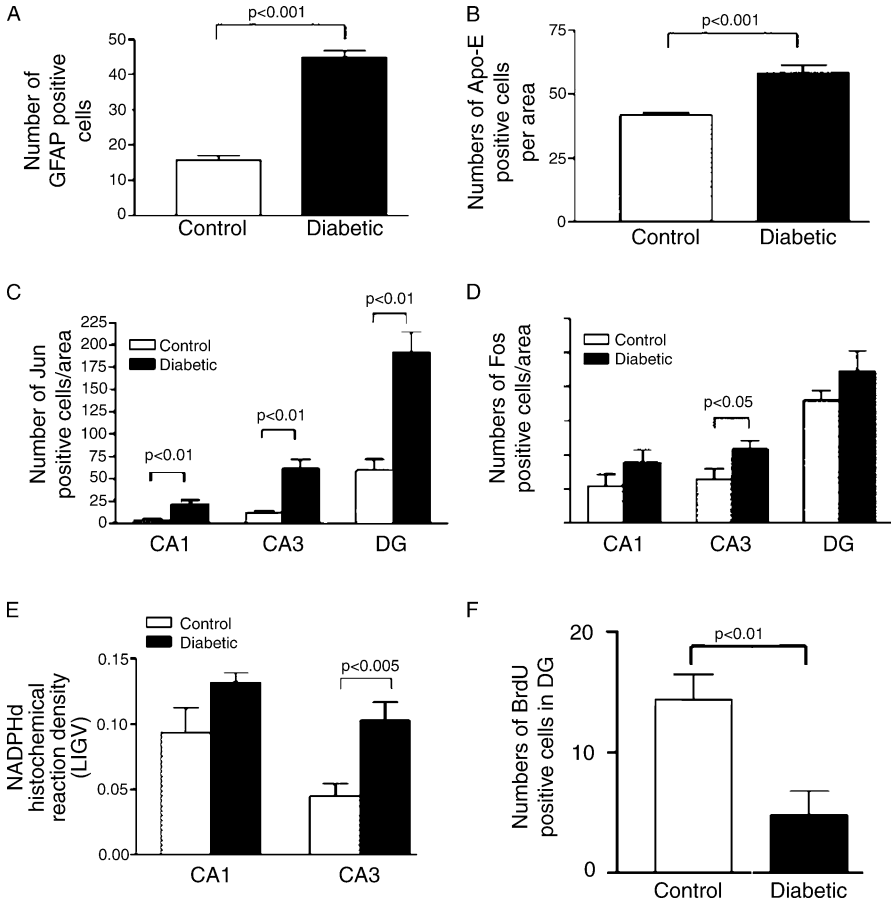 A
p<0.001
Number of
GFAP positive
cells
50
40
30
20
10
0
Control Diabetic
B
p<0.001
Numbers of Apo-E
positive cells
per area
75
50
25
0
Control Diabetic
C
Number of Jun
positive cells/area
225
200
175
150
125
100
75
50
25
0
Control
Diabetic
p<0.01
p<0.01
p<0.01
CA1 CA3 DG
D
Numbers of Fos
positive cells/area
Control
Diabetic
p<0.05
CA1 CA3 DG
E
NADPHd
histochemical
reaction density
(LIGV)
Control
Diabetic
0.15
0.10
0.05
0.00
p<0.005
CA1 CA3
F
Numbers of BrdU
positive cells in DG
20
10
0
p<0.01
Control Diabetic